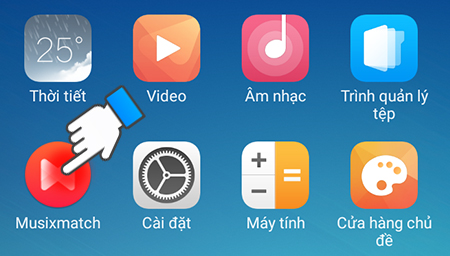 25°
Thời tiết
Video
Âm nhạc
Trình quản lý
tệp
Musixmatch
Cài đặt
Máy tính
Cửa hàng chủ
đề